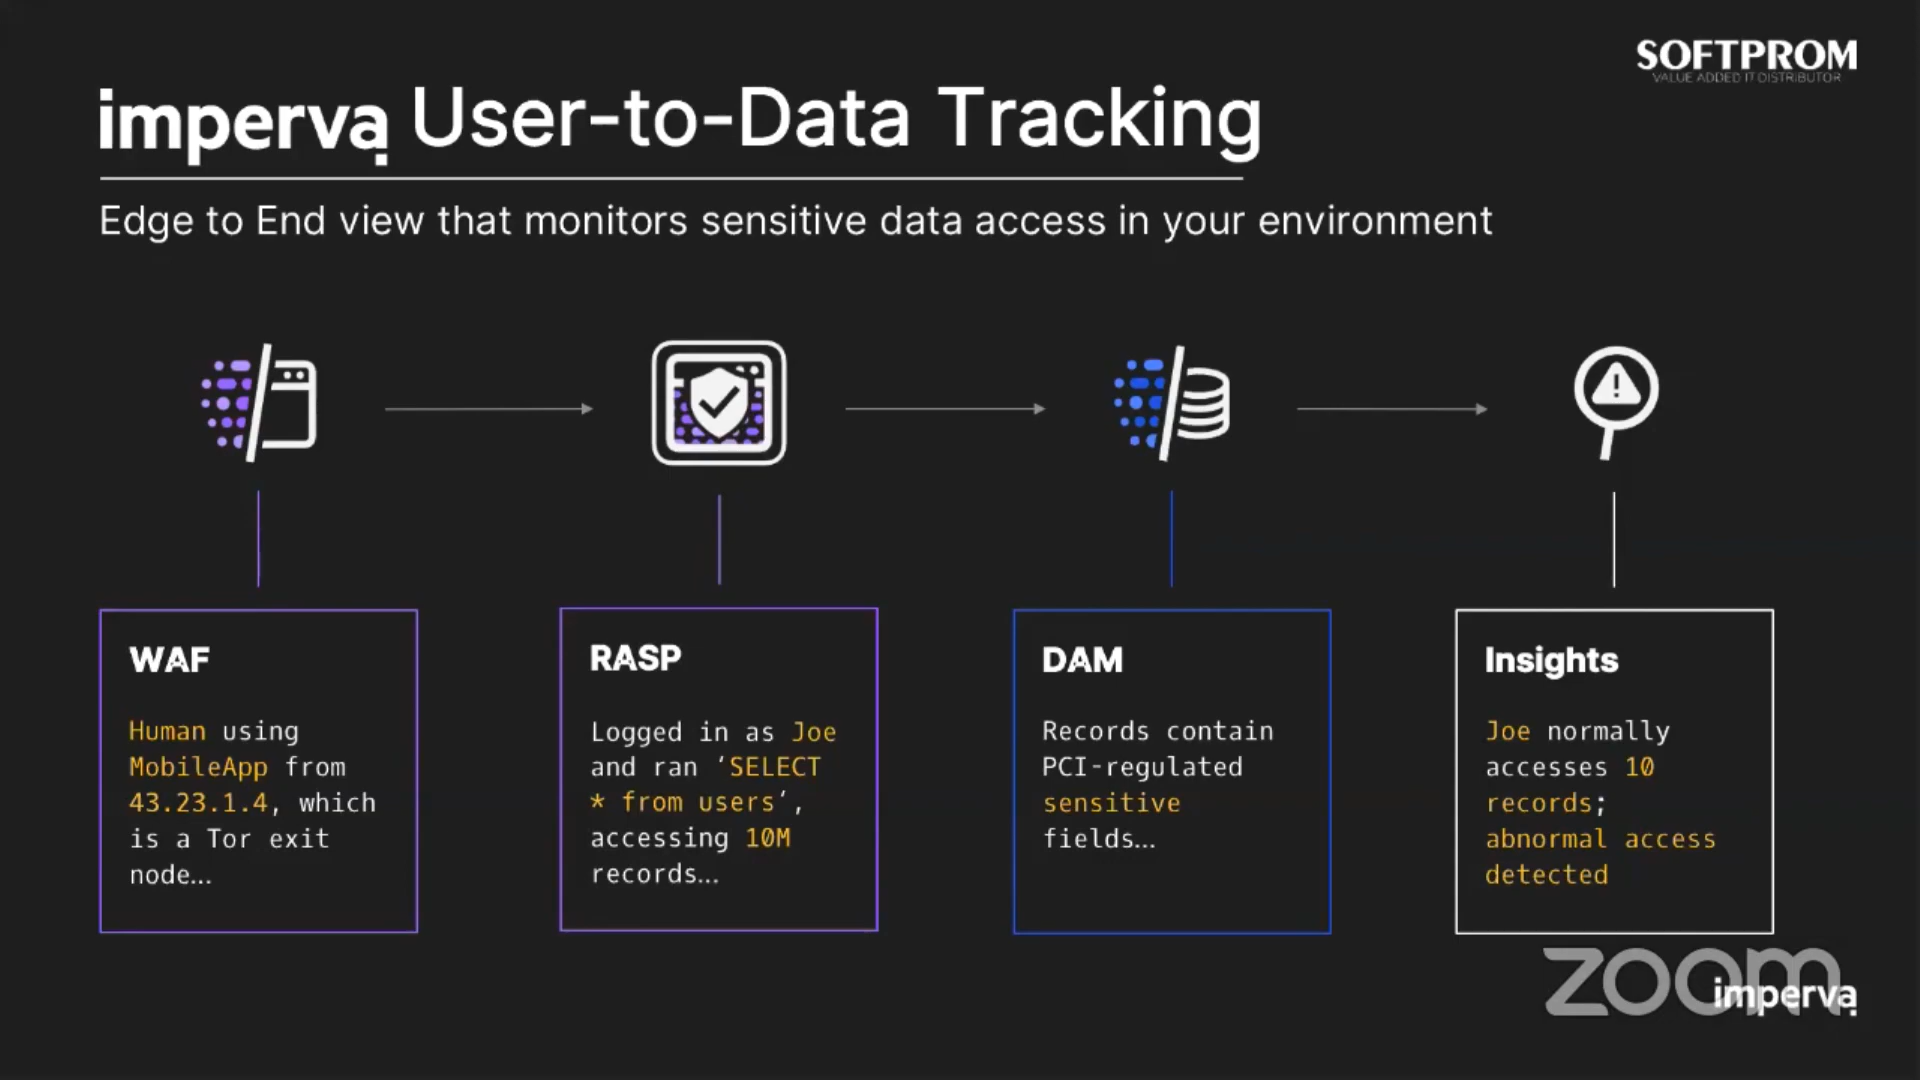 SOFTPROM
VALUE ADDED IT DISTRIBUTOR
imperva User-to-Data Tracking
Edge to End view that monitors sensitive data access in your environment
WAF
Human using
MobileApp from
43.23.1.4, which
is a Tor exit
node…
RASP
Logged in as Joe
and ran ‘SELECT
* from users‘,
accessing 10M
records…
DAM
Records contain
PCI-regulated
sensitive
fields…
Insights
Joe normally
accesses 10
records;
abnormal access
detected
zoom
imperva